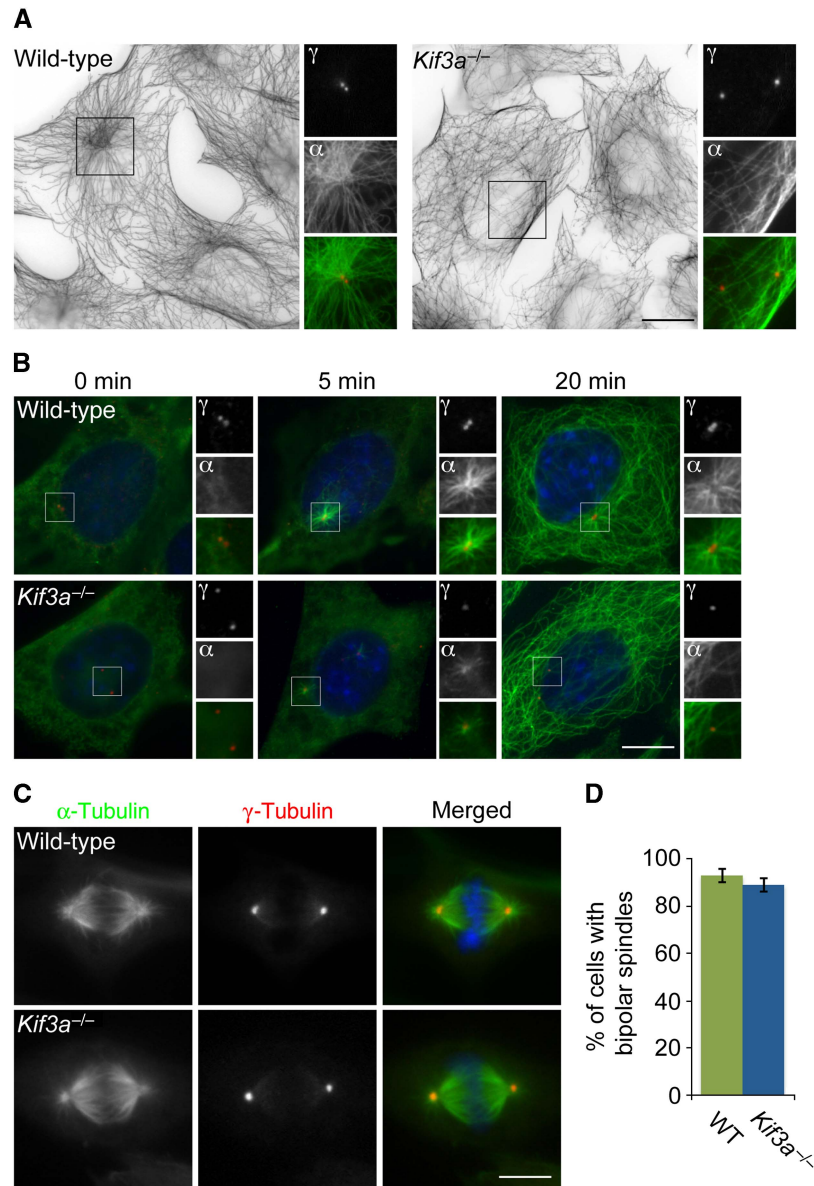 A
Wild-type
γ
α
Kif3a–/–
γ
α
B
0 min
5 min
20 min
Wild-type
γ
α
γ
α
γ
α
Kif3a–/–
γ
α
γ
α
γ
α
C
α-Tubulin
γ-Tubulin
Merged
Wild-type
Kif3a–/–
D
% of cells with
bipolar spindles
100
80
60
40
20
0
WT
Kif3a–/–